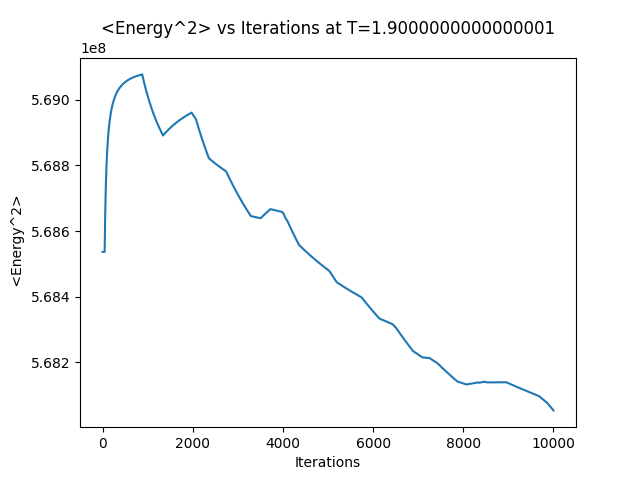 <Energy^2> vs Iterations at T=1.9000000000000001
1e8
5.690
5.688
5.686
5.684
5.682
<Energy^2>
0 2000 4000 6000 8000 10000
Iterations